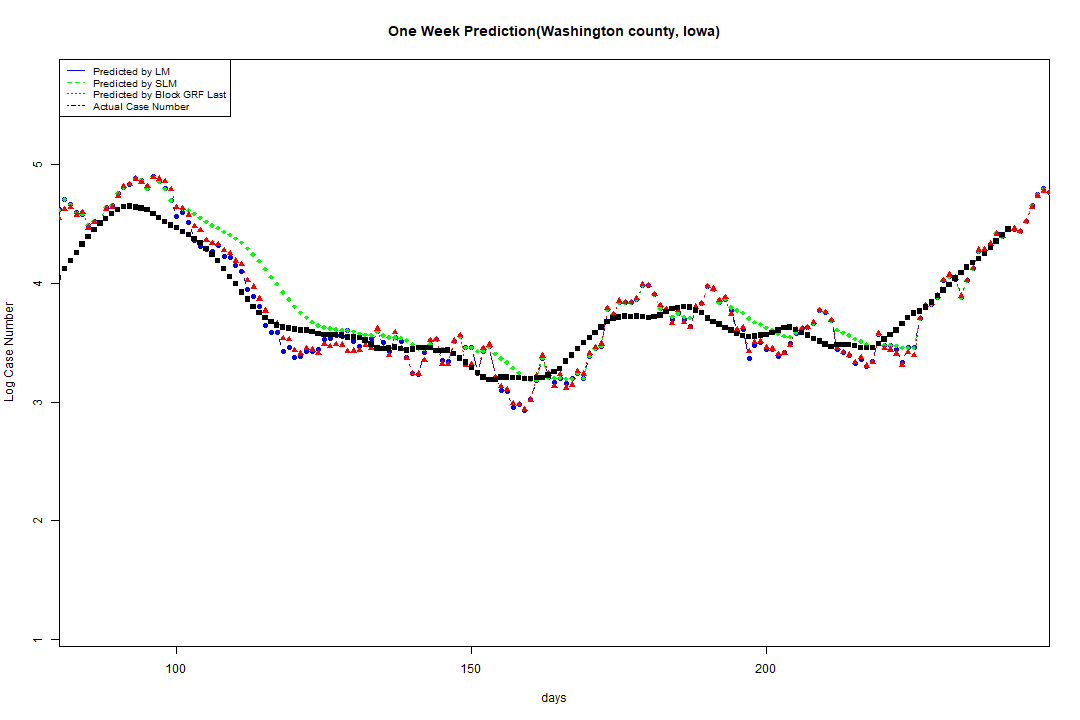 One Week Prediction(Washington county, Iowa)
Predicted by LM
Predicted by SLM
Predicted by Block GRF Last
Actual Case Number
5
4
3
2
1
Log Case Number
100 150 200
days